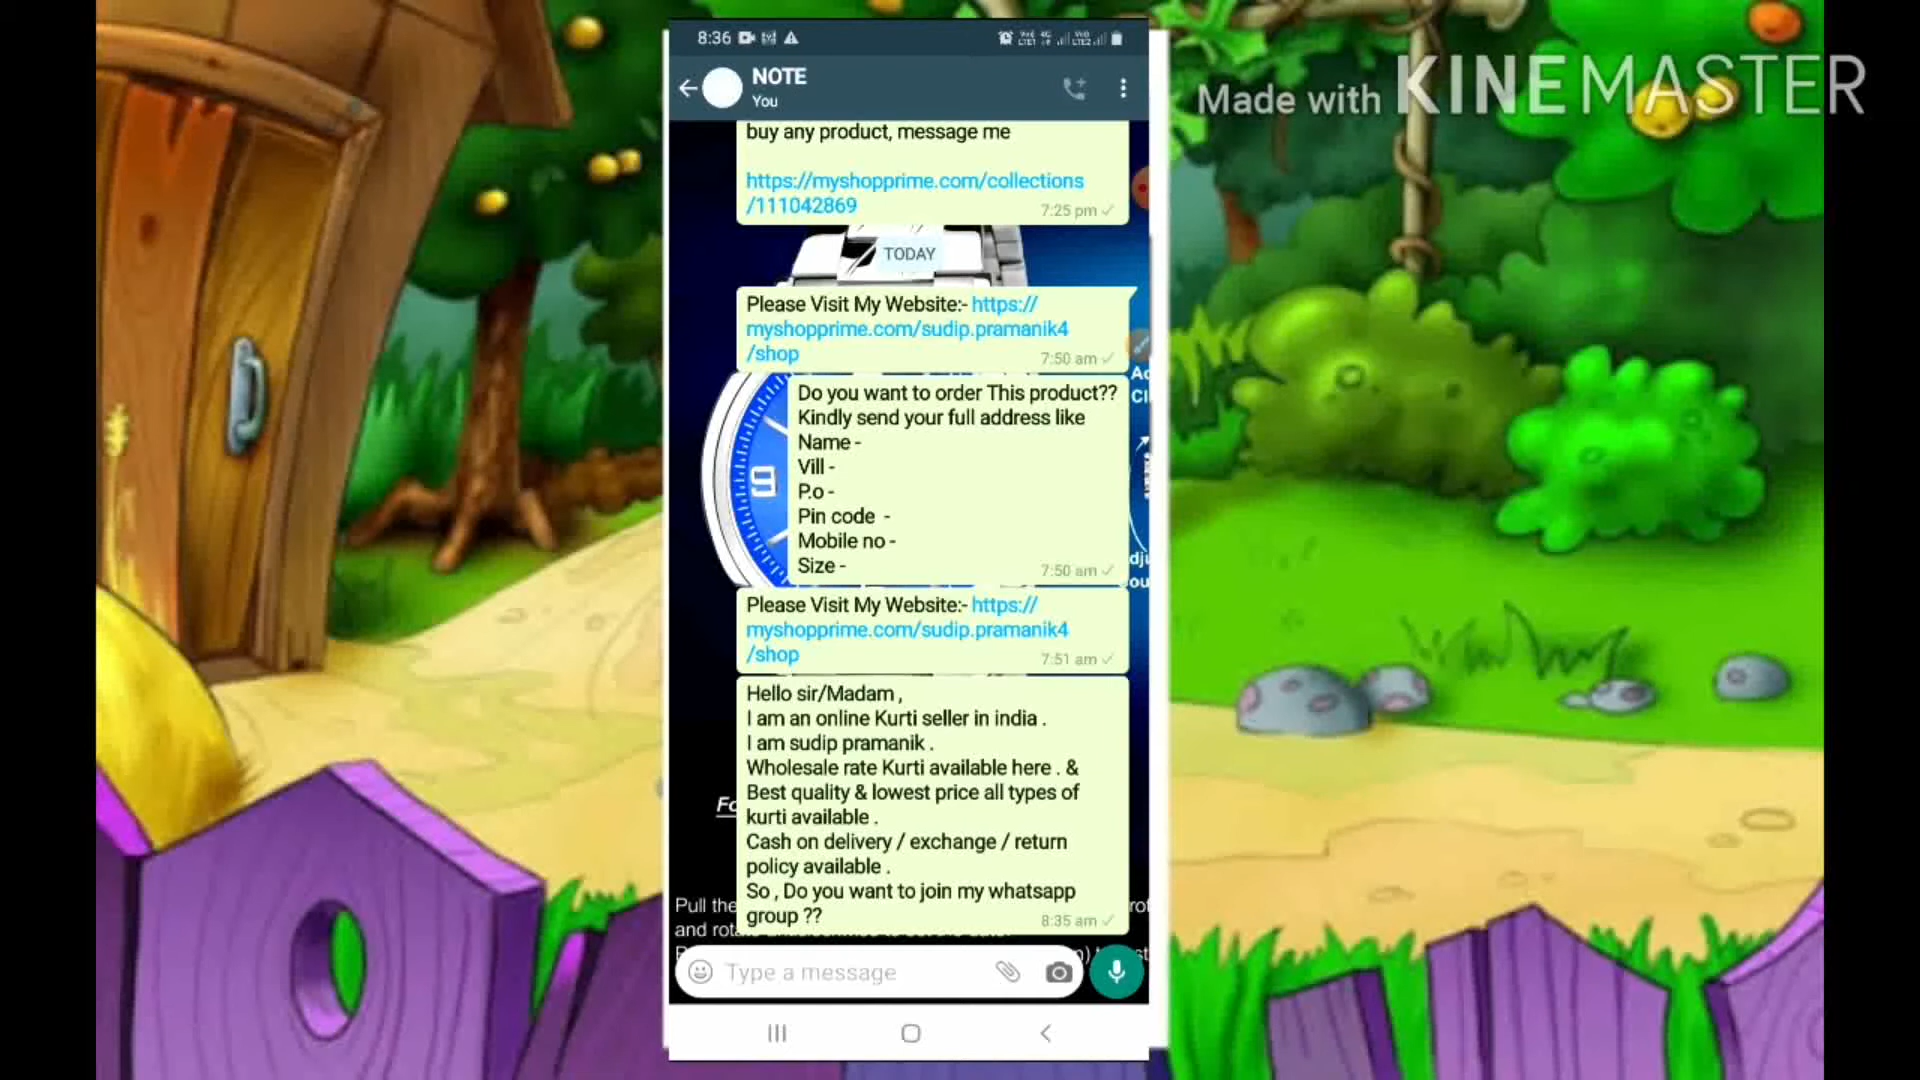 8:36
Made with KINEMASTER
NOTE
You
buy any product, message me
https://myshopprime.com/collections
/111042869
7:25 pm
TODAY
Please Visit My Website:- https://
myshopprime.com/sudip.pramanik4
/shop
7:50 am
Do you want to order This product??
Kindly send your full address like
Name -
Vill -
P.o -
Pin code -
Mobile no -
Size -
7:50 am
9
Please Visit My Website:- https://
myshopprime.com/sudip.pramanik4
/shop
7:51 am
Hello sir/Madam ,
I am an online Kurti seller in india .
I am sudip pramanik .
Wholesale rate Kurti available here . &
Best quality & lowest price all types of
kurti available .
Cash on delivery / exchange / return
policy available .
So , Do you want to join my whatsapp
group ??
8:35 am
Pull the
Type a message